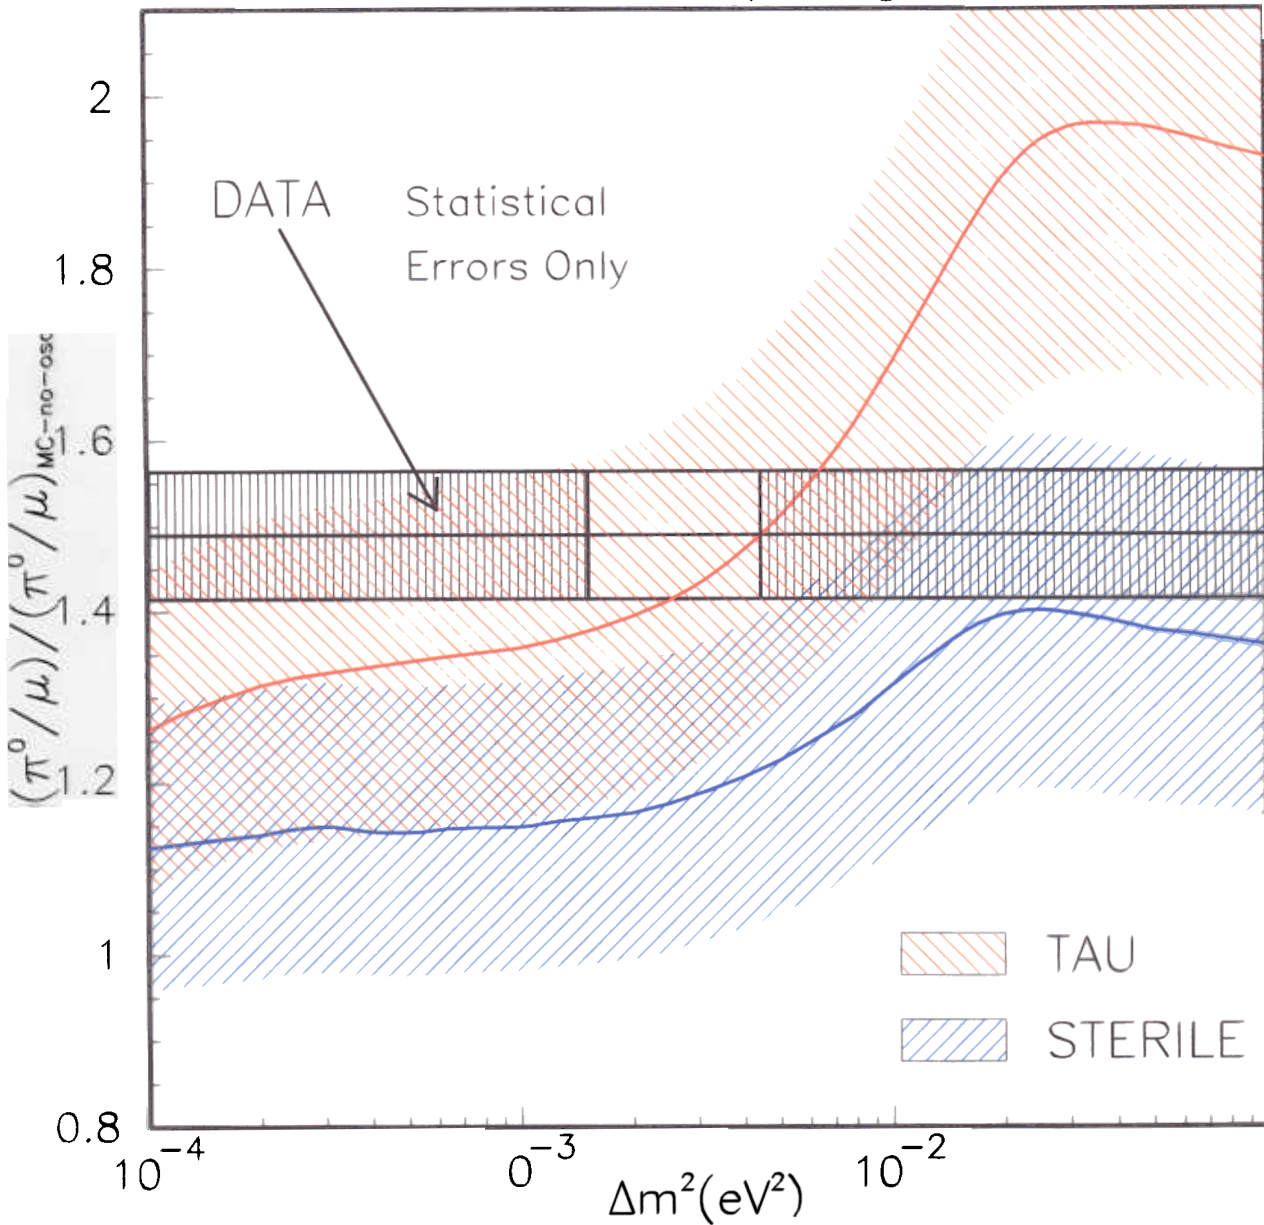 2
DATA Statistical
Errors Only
1.8
1.6
1.4
1.2
1
0.8
(π⁰/μ)/(π⁰/μ)MC-no-osc
TAU
STERILE
10⁻⁴ 0⁻³ 10⁻²
Δm²(eV²)